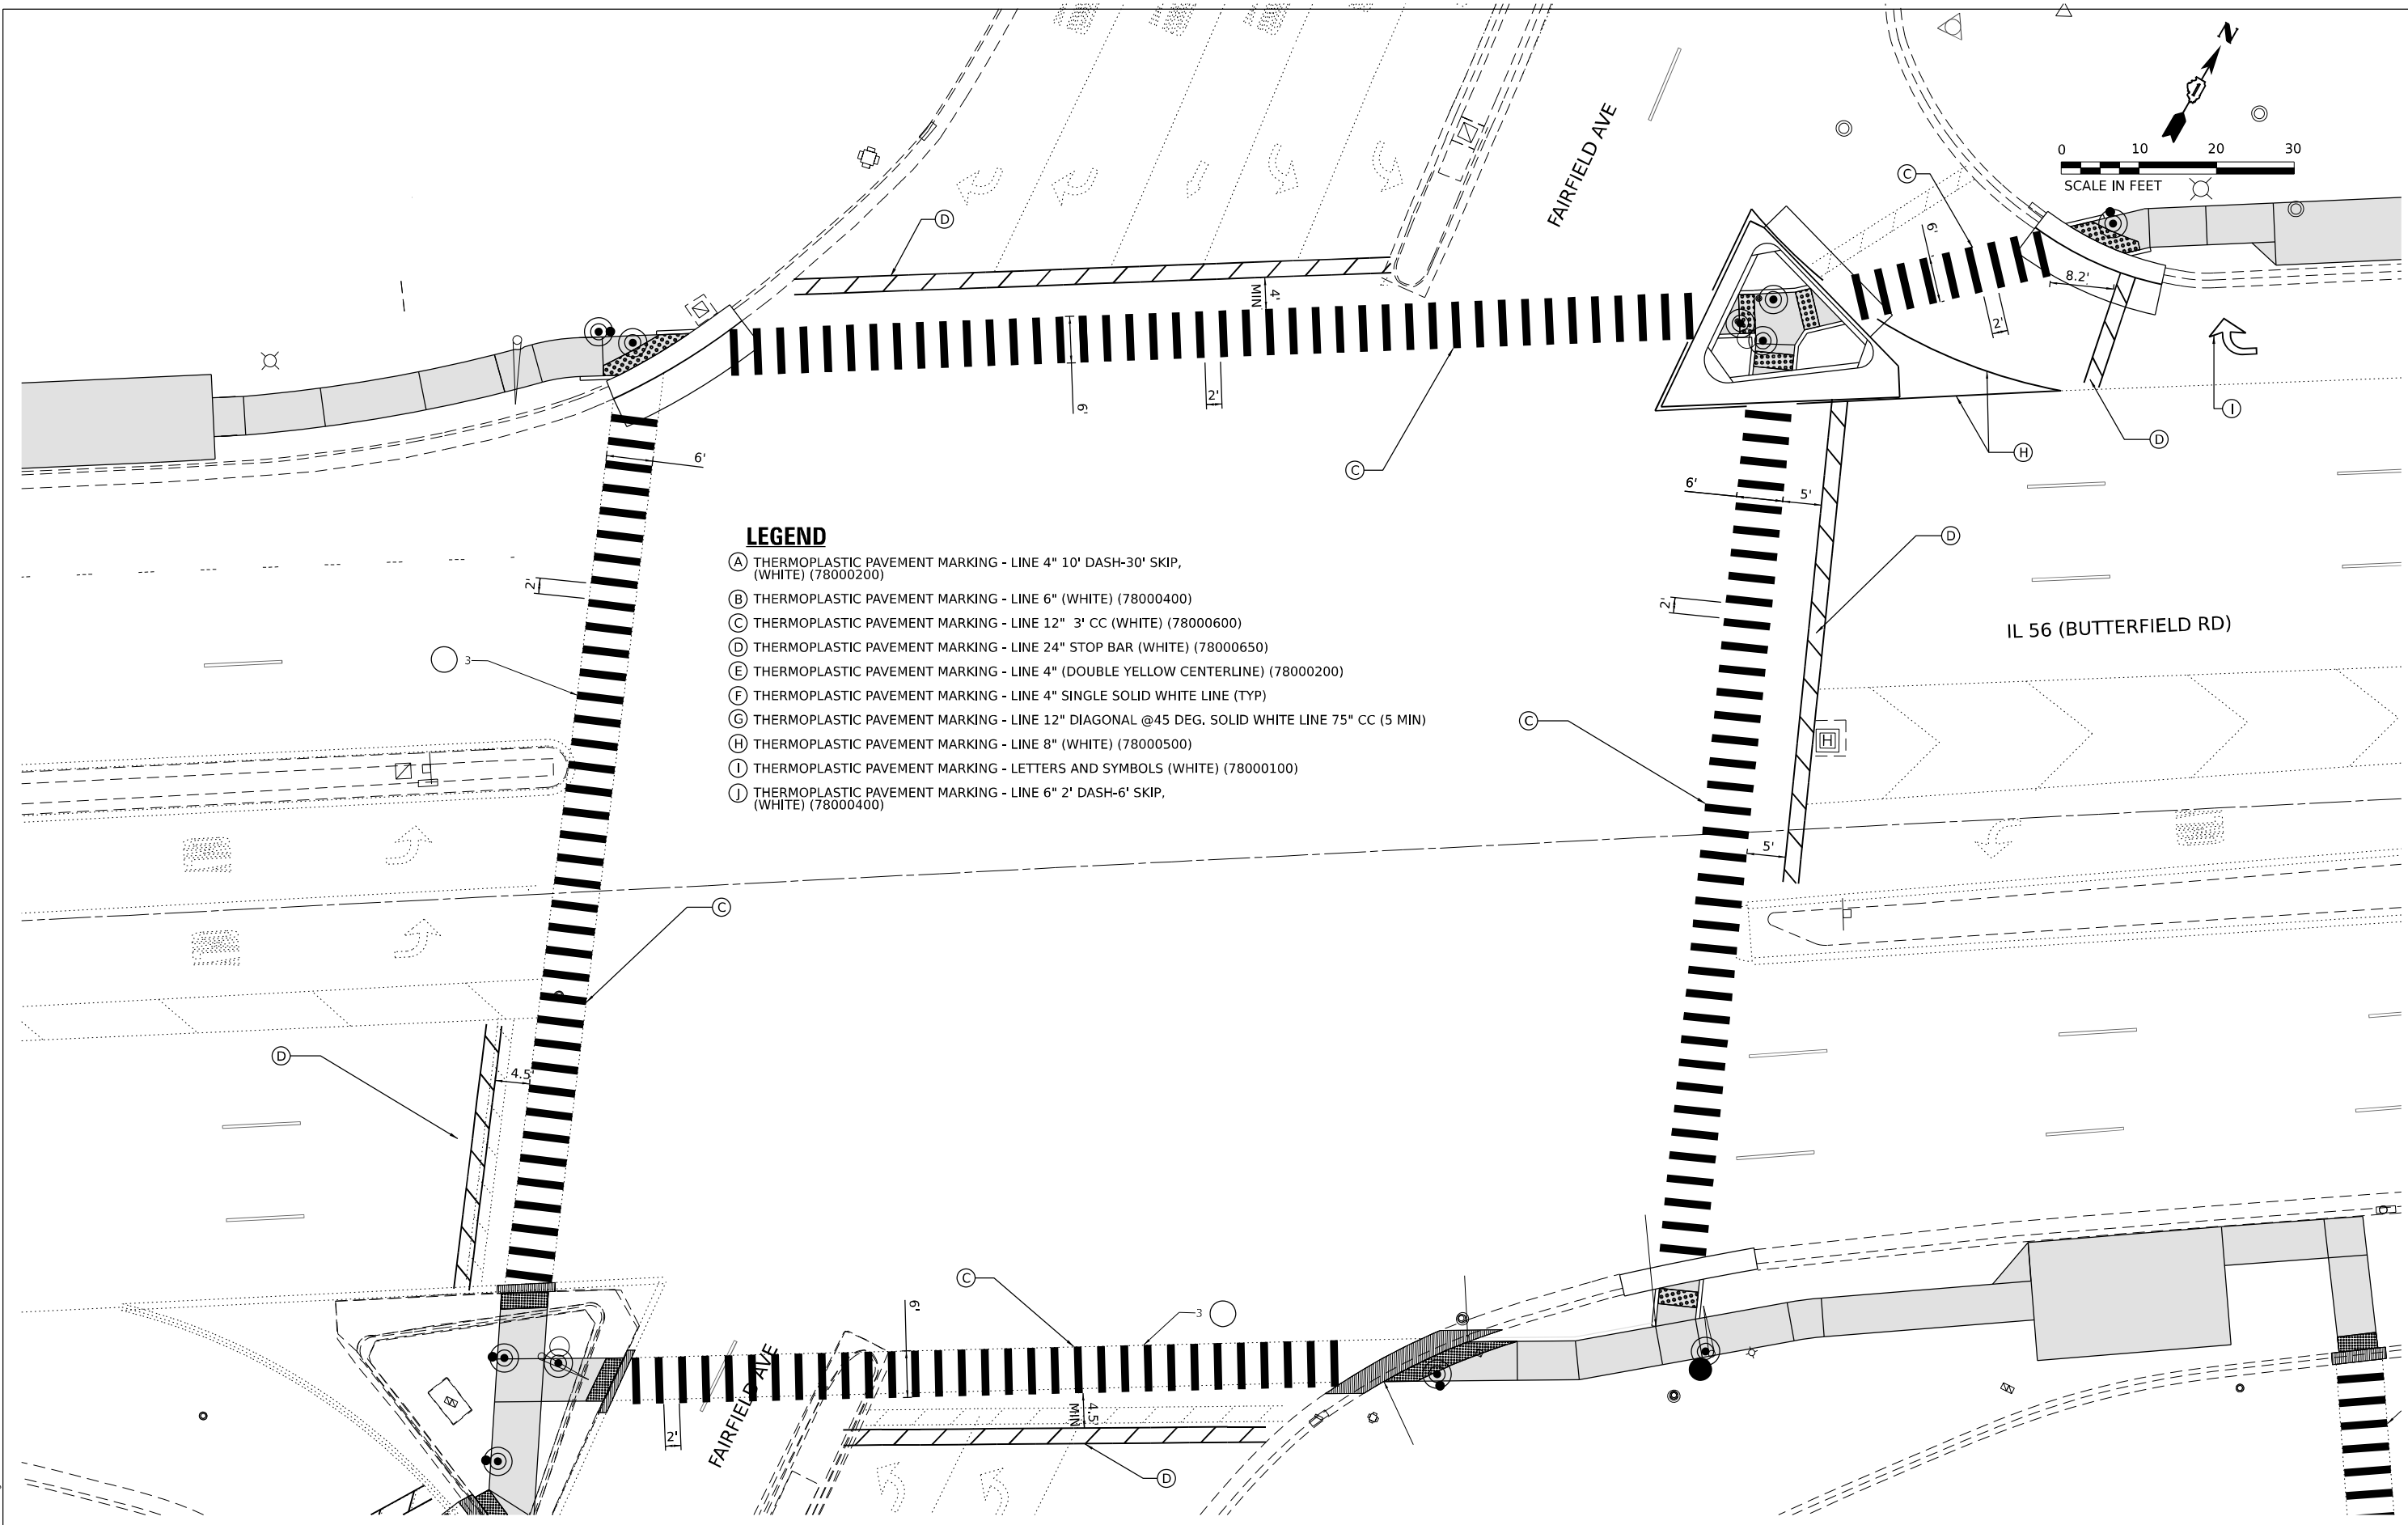 N
0 10 20 30
SCALE IN FEET
FAIRFIELD AVE
C
D
6'
8.2'
2'
4'
MIN
6'
2'
I
D
H
C
6'
6'
5'
D
2'
2'
LEGEND
A THERMOPLASTIC PAVEMENT MARKING - LINE 4" 10' DASH-30' SKIP,
(WHITE) (78000200)
B THERMOPLASTIC PAVEMENT MARKING - LINE 6" (WHITE) (78000400)
C THERMOPLASTIC PAVEMENT MARKING - LINE 12" 3' CC (WHITE) (78000600)
D THERMOPLASTIC PAVEMENT MARKING - LINE 24" STOP BAR (WHITE) (78000650)
E THERMOPLASTIC PAVEMENT MARKING - LINE 4" (DOUBLE YELLOW CENTERLINE) (78000200)
F THERMOPLASTIC PAVEMENT MARKING - LINE 4" SINGLE SOLID WHITE LINE (TYP)
G THERMOPLASTIC PAVEMENT MARKING - LINE 12" DIAGONAL @45 DEG. SOLID WHITE LINE 75" CC (5 MIN)
H THERMOPLASTIC PAVEMENT MARKING - LINE 8" (WHITE) (78000500)
I THERMOPLASTIC PAVEMENT MARKING - LETTERS AND SYMBOLS (WHITE) (78000100)
J THERMOPLASTIC PAVEMENT MARKING - LINE 6" 2' DASH-6' SKIP,
(WHITE) (78000400)
IL 56 (BUTTERFIELD RD)
3
C
H
5'
C
D
4.5'
C
6'
3
FAIRFIELD AVE
2'
4.5'
MIN
D